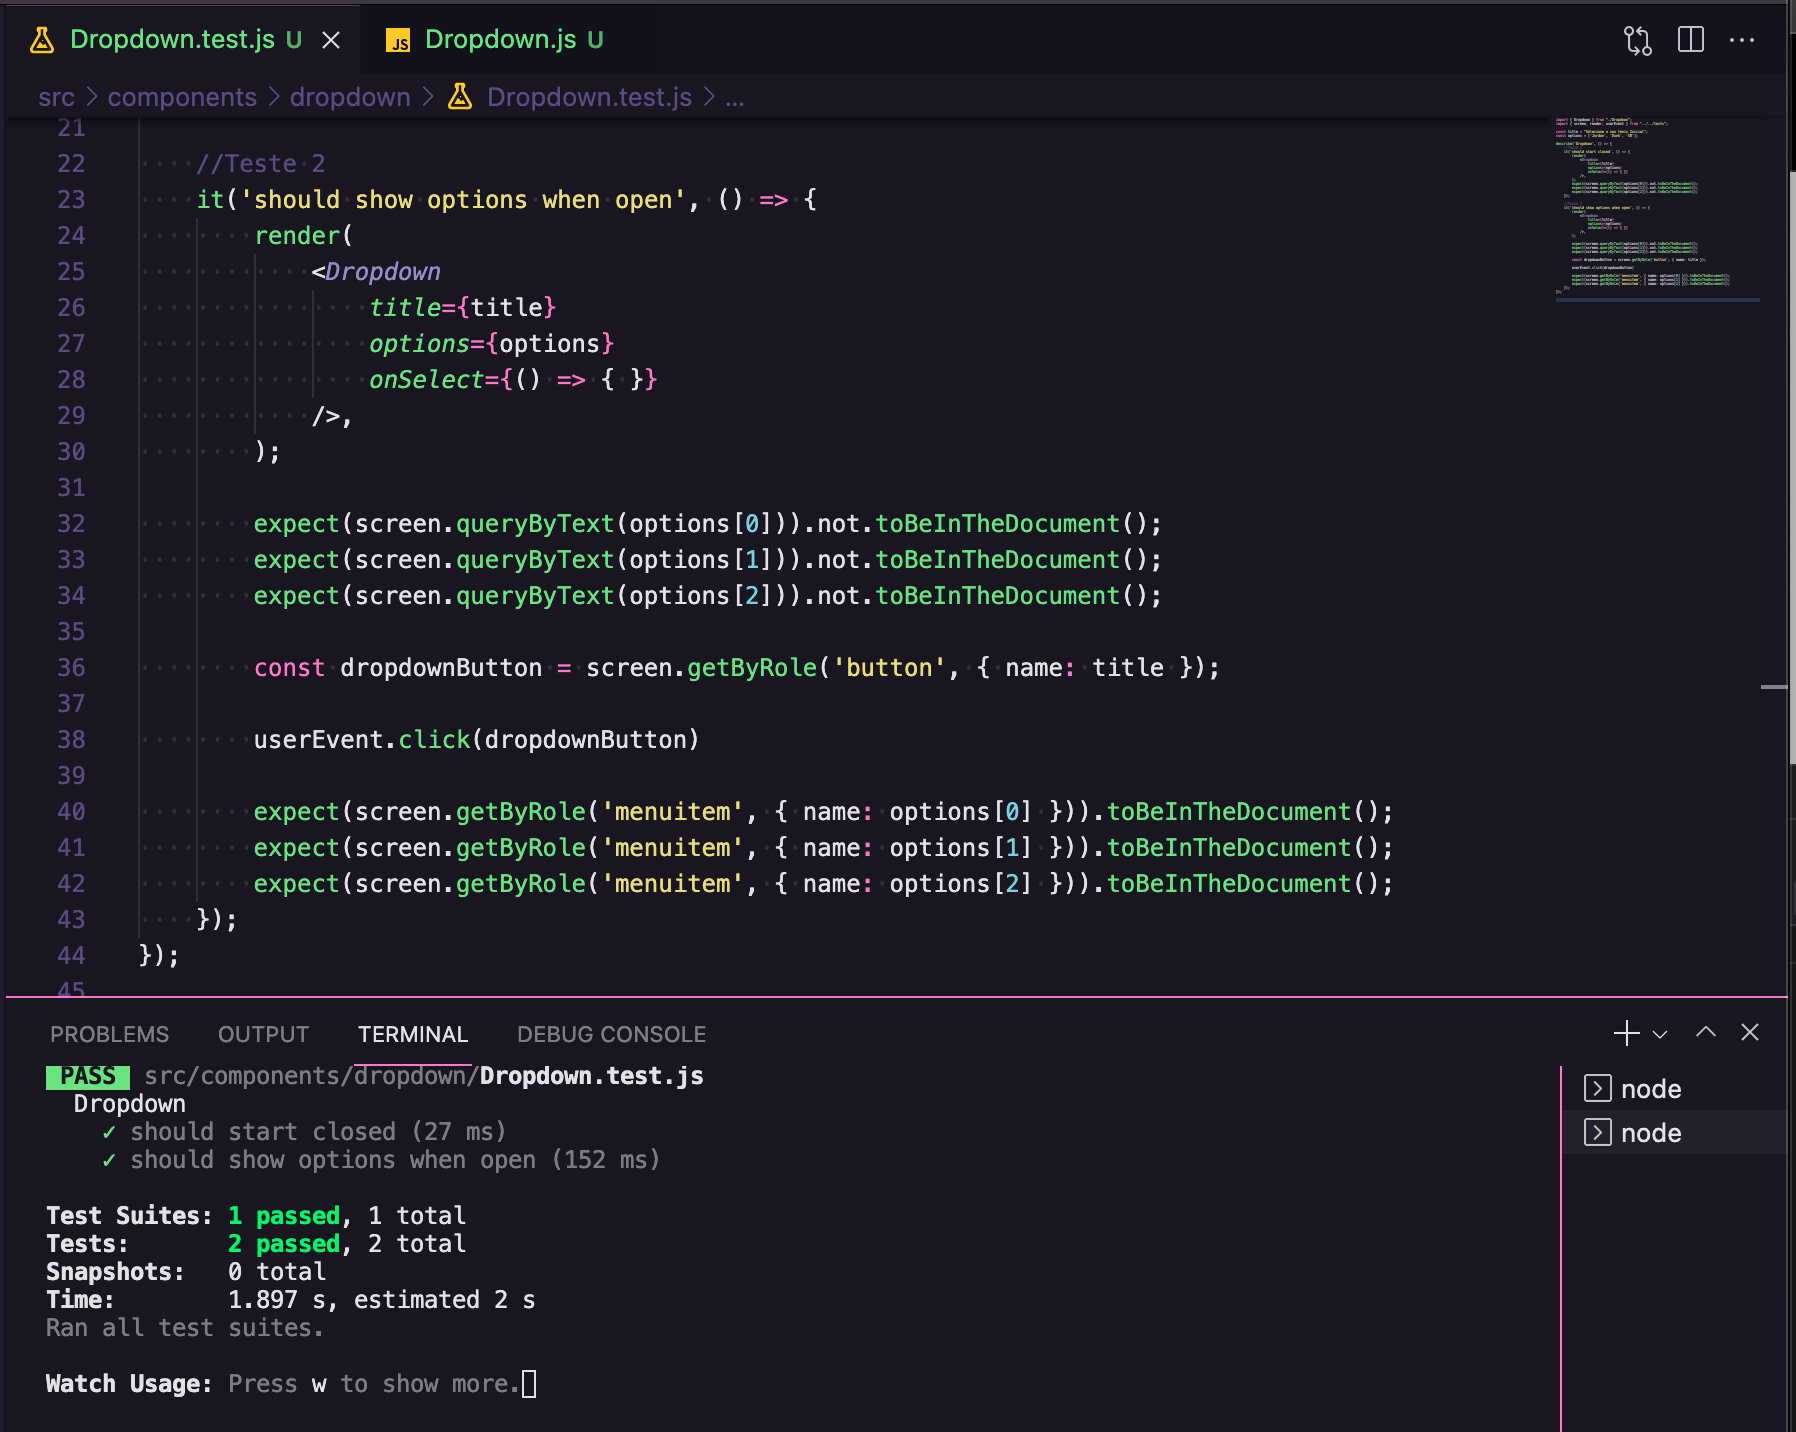 Dropdown.test.js U
JS Dropdown.js U
src > components > dropdown > Dropdown.test.js > ...
21
22 //Teste 2
23 it('should show options when open', () => {
24 render(
25 <Dropdown
26 title={title}
27 options={options}
28 onSelect={() => { }}
29 />,
30 );
31
32 expect(screen.queryByText(options[0])).not.toBeInTheDocument();
33 expect(screen.queryByText(options[1])).not.toBeInTheDocument();
34 expect(screen.queryByText(options[2])).not.toBeInTheDocument();
35
36 const dropdownButton = screen.getByRole('button', { name: title });
37
38 userEvent.click(dropdownButton)
39
40 expect(screen.getByRole('menuitem', { name: options[0] })).toBeInTheDocument();
41 expect(screen.getByRole('menuitem', { name: options[1] })).toBeInTheDocument();
42 expect(screen.getByRole('menuitem', { name: options[2] })).toBeInTheDocument();
43 });
44 });
45
PROBLEMS OUTPUT TERMINAL DEBUG CONSOLE
PASS src/components/dropdown/Dropdown.test.js
Dropdown
✓ should start closed (27 ms)
✓ should show options when open (152 ms)
Test Suites: 1 passed, 1 total
Tests: 2 passed, 2 total
Snapshots: 0 total
Time: 1.897 s, estimated 2 s
Ran all test suites.
Watch Usage: Press w to show more.
node
node